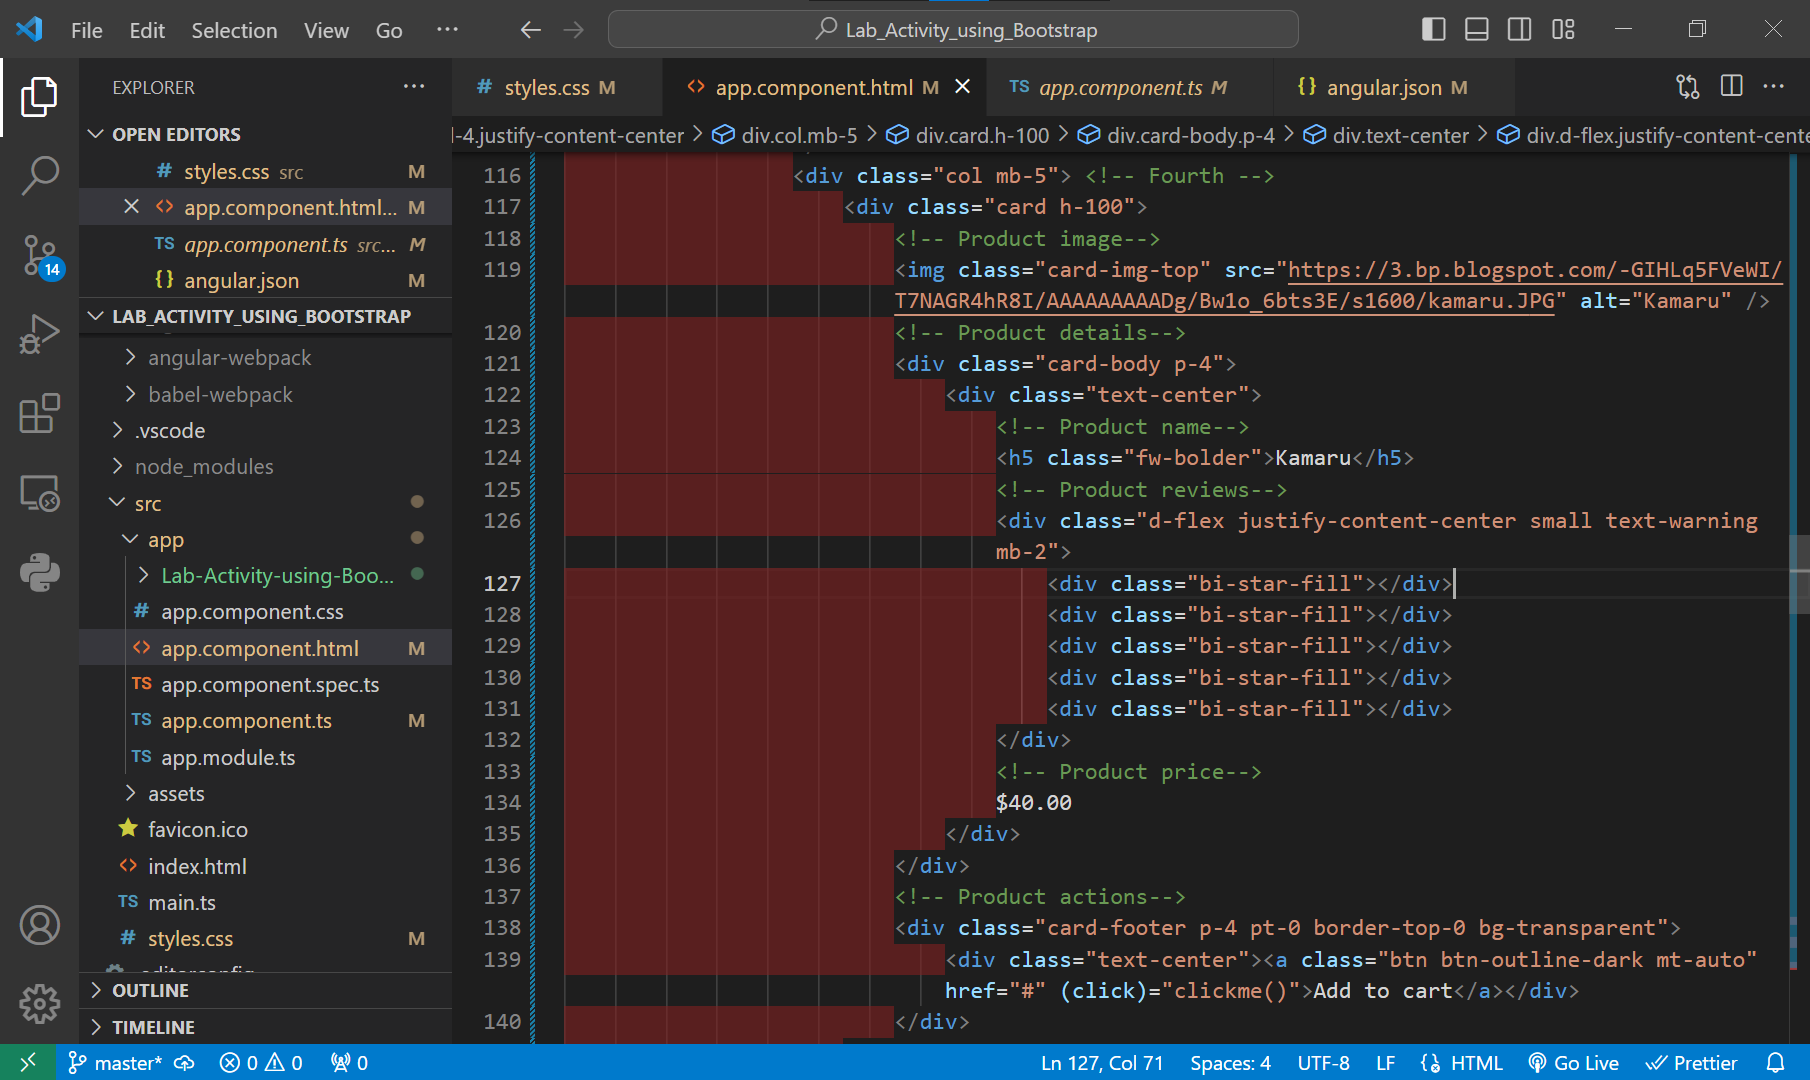 File Edit Selection View Go ··· Lab_Activity_using_Bootstrap
EXPLORER ···
OPEN EDITORS
# styles.css src M
app.component.html... M
TS app.component.ts src... M
{} angular.json M
LAB_ACTIVITY_USING_BOOTSTRAP
angular-webpack
babel-webpack
.vscode
node_modules
src
app
Lab-Activity-using-Boo...
# app.component.css
<> app.component.html M
TS app.component.spec.ts
TS app.component.ts M
TS app.module.ts
assets
favicon.ico
<> index.html
TS main.ts
# styles.css M
OUTLINE
TIMELINE
# styles.css M <> app.component.html M TS app.component.ts M {} angular.json M
l-4.justify-content-center > div.col.mb-5 > div.card.h-100 > div.card-body.p-4 > div.text-center > div.d-flex.justify-content-cente
116 <div class="col mb-5"> <!-- Fourth -->
117 <div class="card h-100">
118 <!-- Product image-->
119 <img class="card-img-top" src="https://3.bp.blogspot.com/-GIHLq5FVeWI/
T7NAGR4hR8I/AAAAAAAAADg/Bw1o_6bts3E/s1600/kamaru.JPG" alt="Kamaru" />
120 <!-- Product details-->
121 <div class="card-body p-4">
122 <div class="text-center">
123 <!-- Product name-->
124 <h5 class="fw-bolder">Kamaru</h5>
125 <!-- Product reviews-->
126 <div class="d-flex justify-content-center small text-warning
mb-2">
127 <div class="bi-star-fill"></div>
128 <div class="bi-star-fill"></div>
129 <div class="bi-star-fill"></div>
130 <div class="bi-star-fill"></div>
131 <div class="bi-star-fill"></div>
132 </div>
133 <!-- Product price-->
134 $40.00
135 </div>
136 </div>
137 <!-- Product actions-->
138 <div class="card-footer p-4 pt-0 border-top-0 bg-transparent">
139 <div class="text-center"><a class="btn btn-outline-dark mt-auto"
href="#" (click)="clickme()">Add to cart</a></div>
140 </div>
14
master* 0 0 0 Ln 127, Col 71 Spaces: 4 UTF-8 LF HTML Go Live Prettier